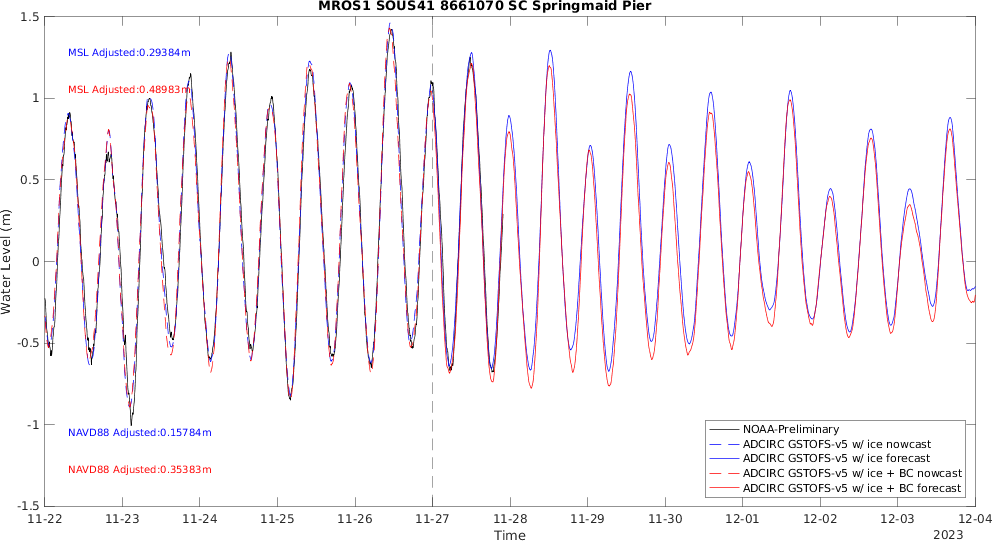 MROS1 SOUS41 8661070 SC Springmaid Pier
1.5
1
0.5
0
-0.5
-1
-1.5
Water Level (m)
MSL Adjusted:0.29384m
MSL Adjusted:0.48983m
NAVD88 Adjusted:0.15784m
NAVD88 Adjusted:0.35383m
NOAA-Preliminary
ADCIRC GSTOFS-v5 w/ ice nowcast
ADCIRC GSTOFS-v5 w/ ice forecast
ADCIRC GSTOFS-v5 w/ ice + BC nowcast
ADCIRC GSTOFS-v5 w/ ice + BC forecast
11-22 11-23 11-24 11-25 11-26 11-27 11-28 11-29 11-30 12-01 12-02 12-03 12-04
Time
2023